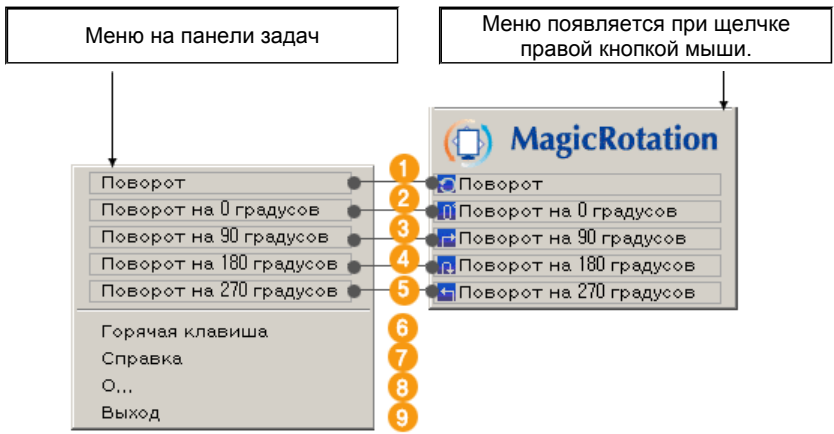 Меню на панели задач
Меню появляется при щелчке
правой кнопкой мыши.
MagicRotation
Поворот
1
Поворот
Поворот на 0 градусов
2
Поворот на 0 градусов
Поворот на 90 градусов
3
Поворот на 90 градусов
Поворот на 180 градусов
4
Поворот на 180 градусов
Поворот на 270 градусов
5
Поворот на 270 градусов
Горячая клавиша
6
Справка
7
О...
8
Выход
9